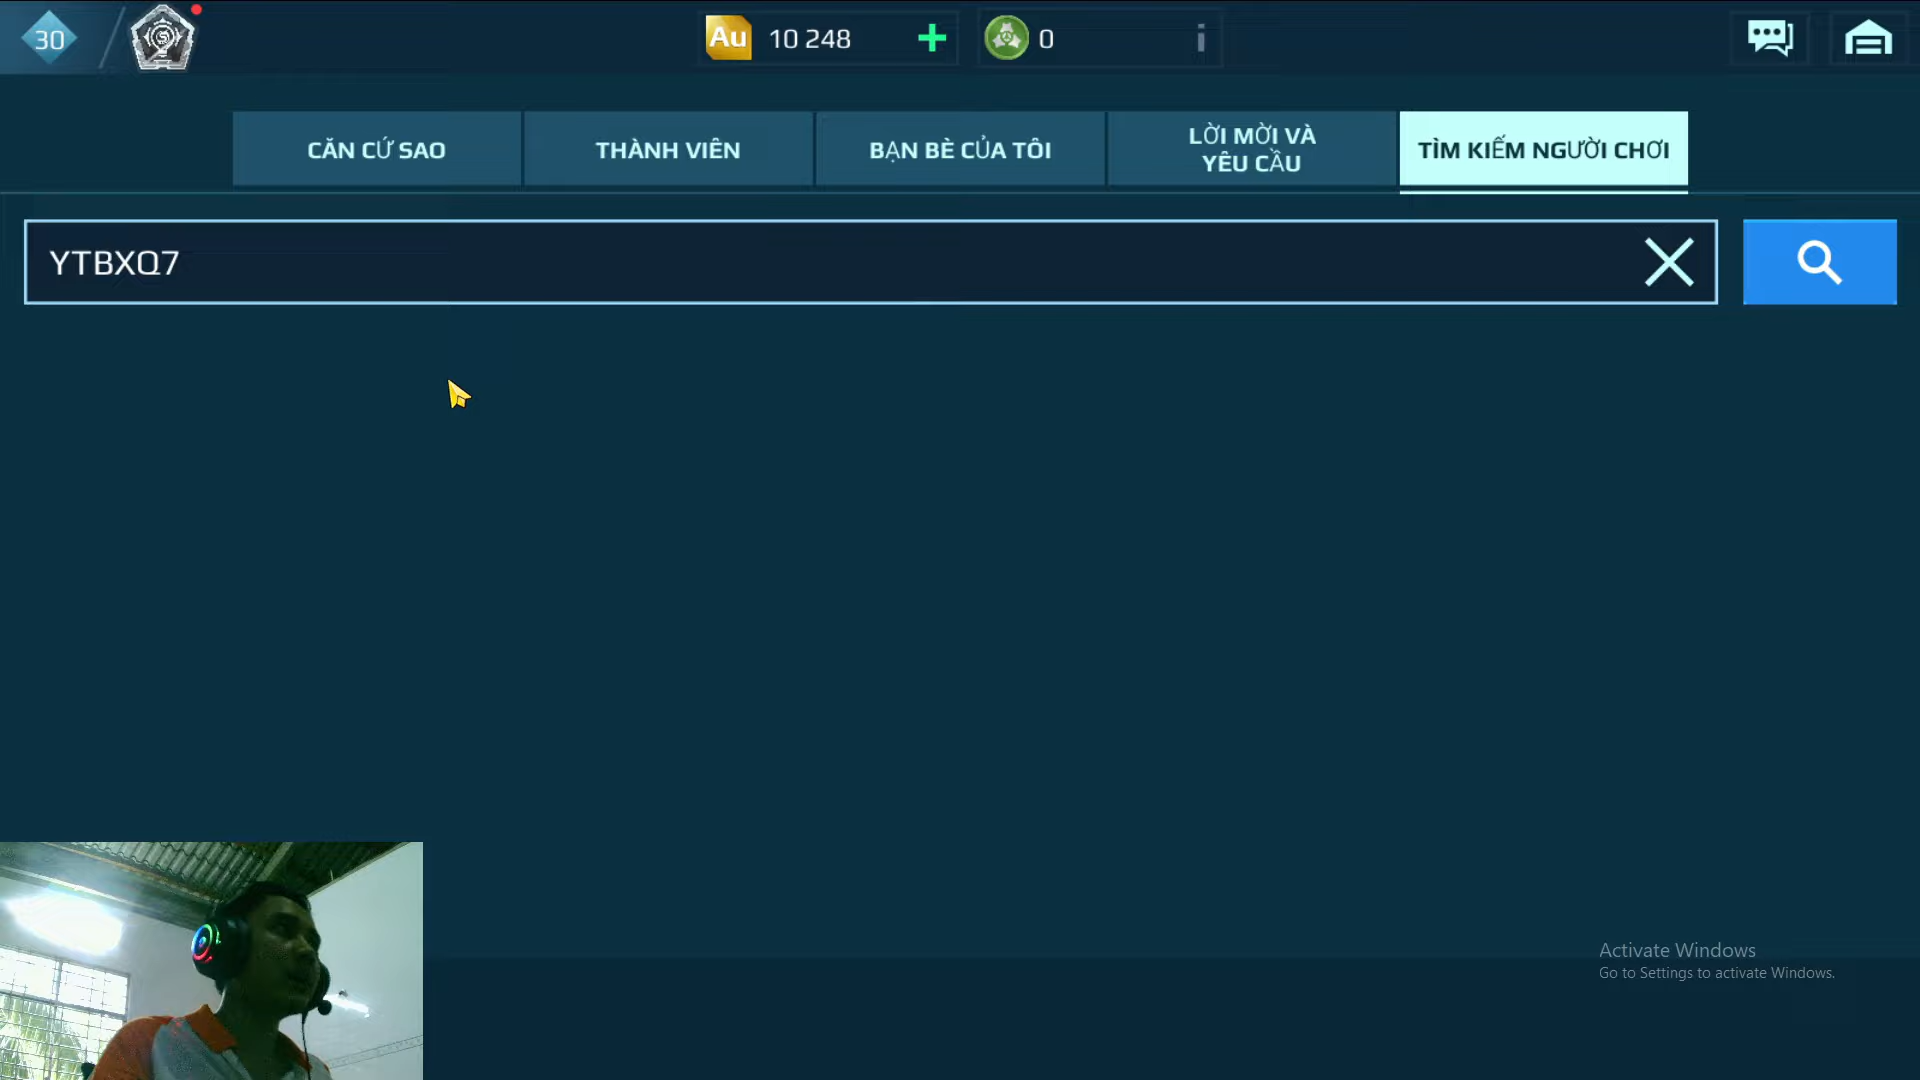 30
Au 10 248
0
CĂN CỨ SAO
THÀNH VIÊN
BẠN BÈ CỦA TÔI
LỜI MỜI VÀ
YÊU CẦU
TÌM KIẾM NGƯỜI CHƠI
YTBXQ7
Activate Windows
Go to Settings to activate Windows.